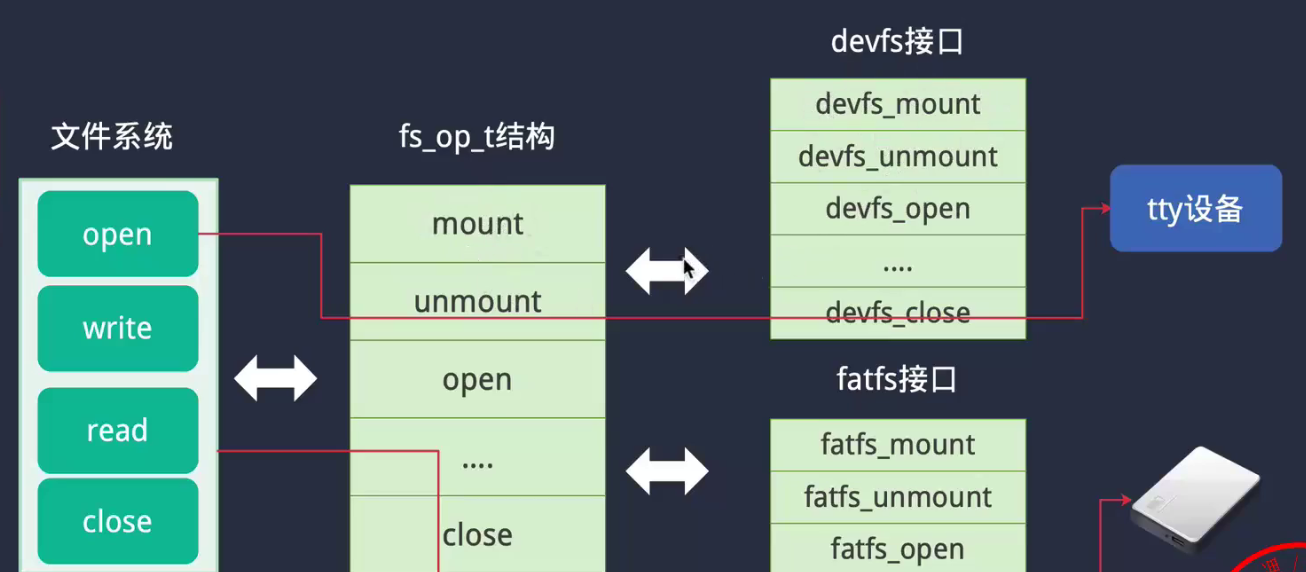 文件系统
open
write
read
close
fs_op_t结构
mount
unmount
open
....
close
devfs接口
devfs_mount
devfs_unmount
devfs_open
....
devfs_close
fatfs接口
fatfs_mount
fatfs_unmount
fatfs_open
tty设备